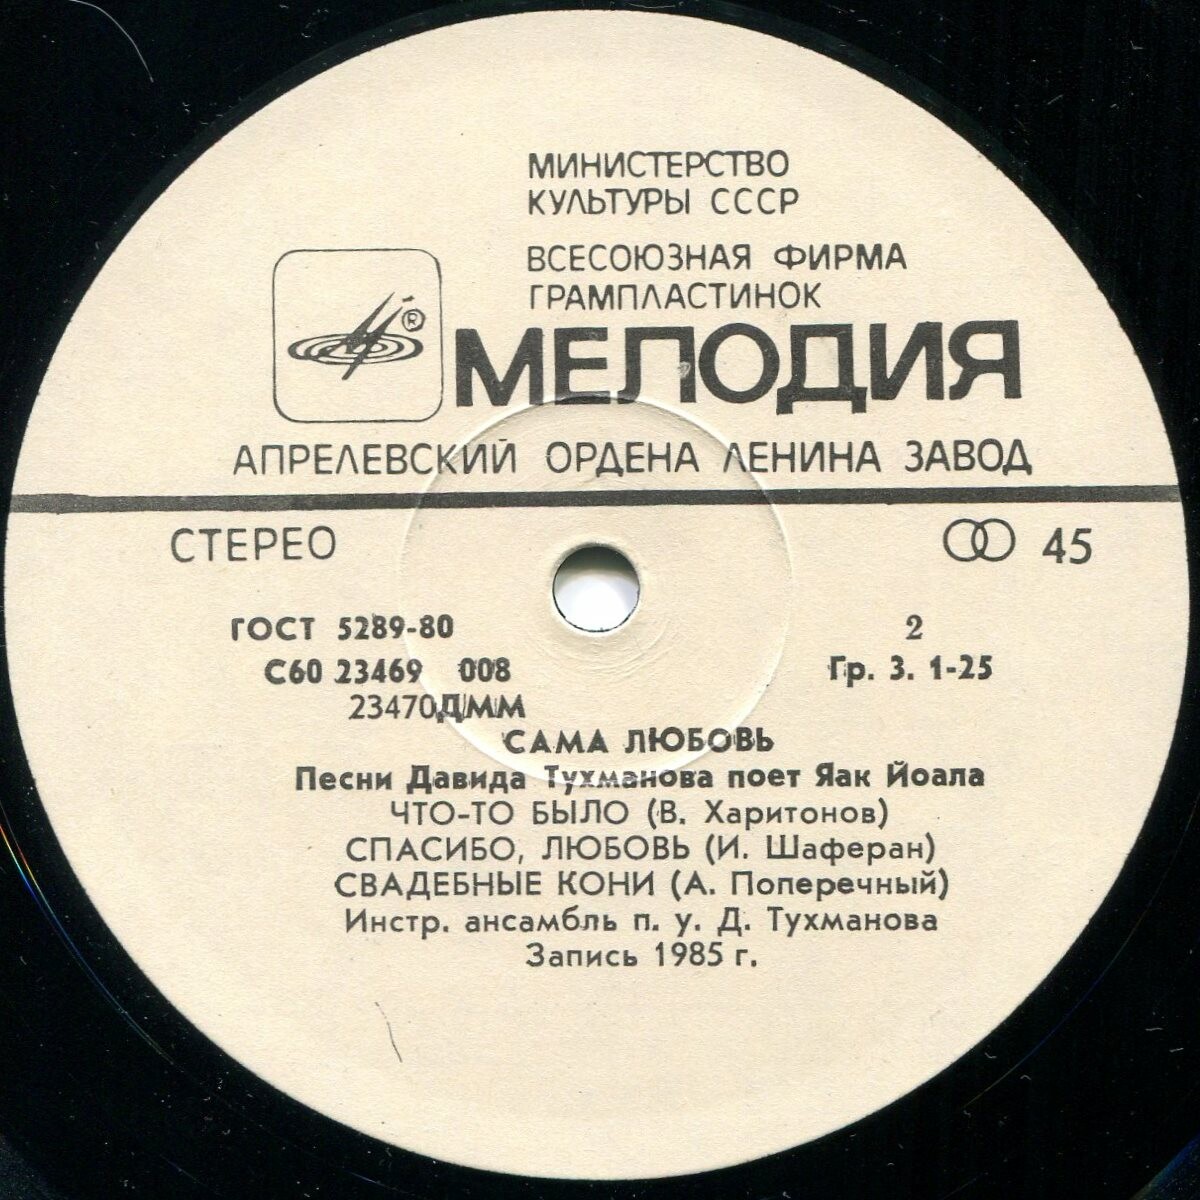 МИНИСТЕРСТВО
КУЛЬТУРЫ СССР
ВСЕСОЮЗНАЯ ФИРМА
ГРАМПЛАСТИНОК
®
МЕЛОДИЯ
АПРЕЛЕВСКИЙ ОРДЕНА ЛЕНИНА ЗАВОД
СТЕРЕО 45
ГОСТ 5289-80 2
С60 23469 008 Гр. 3. 1-25
23470ДММ
САМА ЛЮБОВЬ
Песни Давида Тухманова поет Яак Йоала
ЧТО-ТО БЫЛО (В. Харитонов)
СПАСИБО, ЛЮБОВЬ (И. Шаферан)
СВАДЕБНЫЕ КОНИ (А. Поперечный)
Инстр. ансамбль п. у. Д. Тухманова
Запись 1985 г.